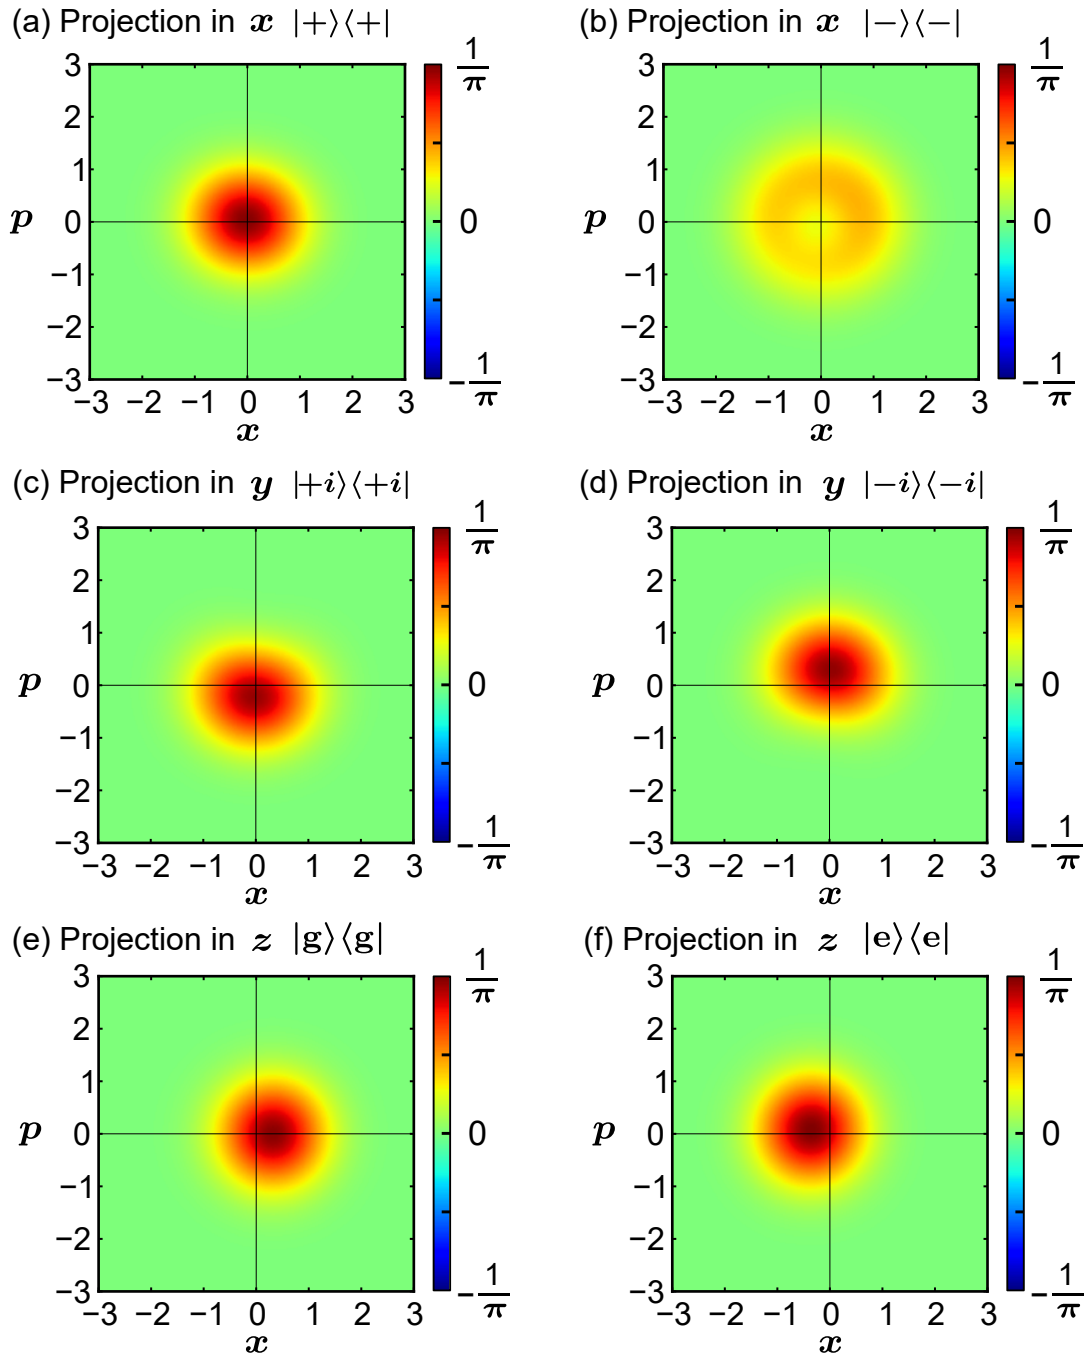 (a) Projection in x |+⟩⟨+|
(b) Projection in x |−⟩⟨−|
3
2
1
0
−1
−2
−3
p
−3 −2 −1 0 1 2 3
x
1/π
0
−1/π
3
2
1
0
−1
−2
−3
p
−3 −2 −1 0 1 2 3
x
1/π
0
−1/π
(c) Projection in y |+i⟩⟨+i|
(d) Projection in y |−i⟩⟨−i|
3
2
1
0
−1
−2
−3
p
−3 −2 −1 0 1 2 3
x
1/π
0
−1/π
3
2
1
0
−1
−2
−3
p
−3 −2 −1 0 1 2 3
x
1/π
0
−1/π
(e) Projection in z |g⟩⟨g|
(f) Projection in z |e⟩⟨e|
3
2
1
0
−1
−2
−3
p
−3 −2 −1 0 1 2 3
x
1/π
0
−1/π
3
2
1
0
−1
−2
−3
p
−3 −2 −1 0 1 2 3
x
1/π
0
−1/π